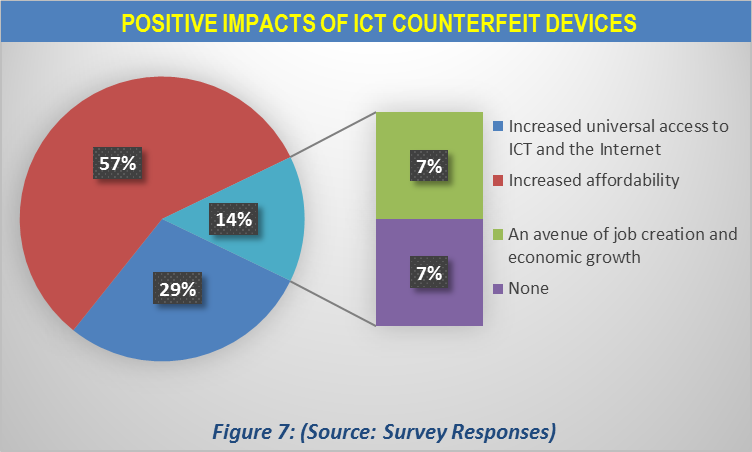 POSITIVE IMPACTS OF ICT COUNTERFEIT DEVICES
57%
14%
29%
7%
7%
Increased universal access to
ICT and the Internet
Increased affordability
An avenue of job creation and
economic growth
None
Figure 7: (Source: Survey Responses)